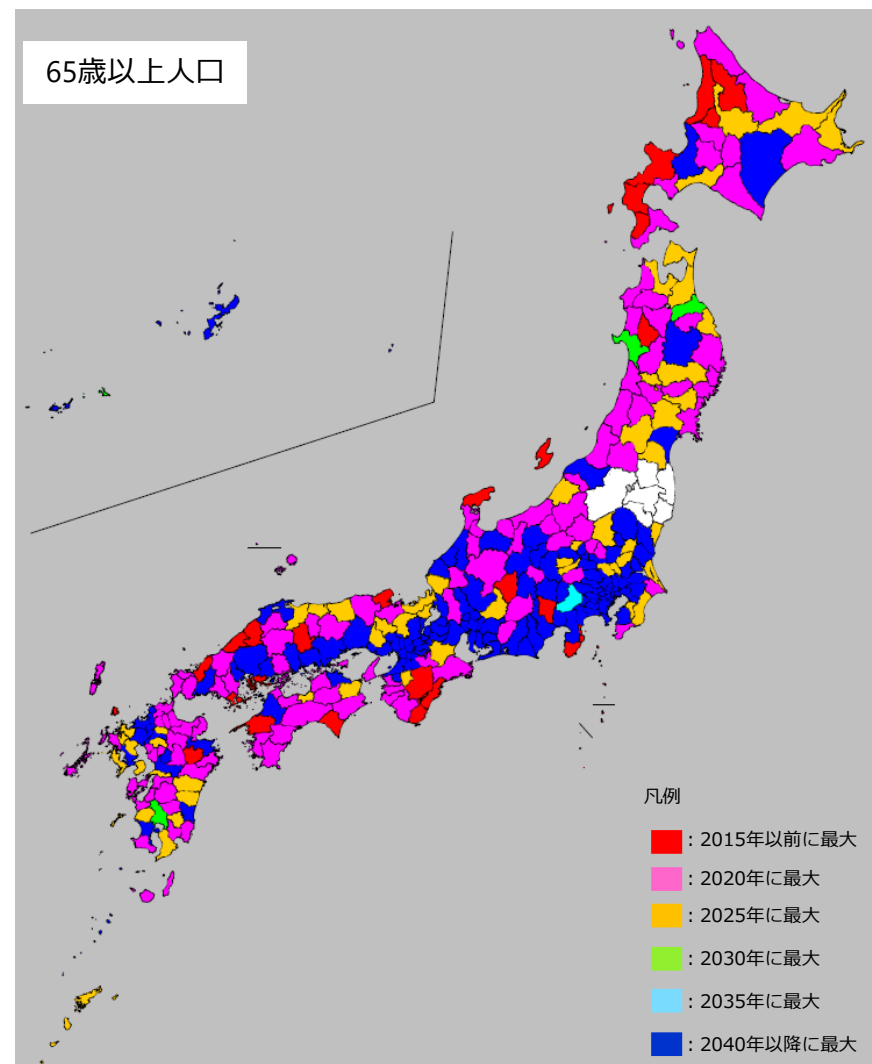 65歳以上人口
凡例
：2015年以前に最大
：2020年に最大
：2025年に最大
：2030年に最大
：2035年に最大
：2040年以降に最大